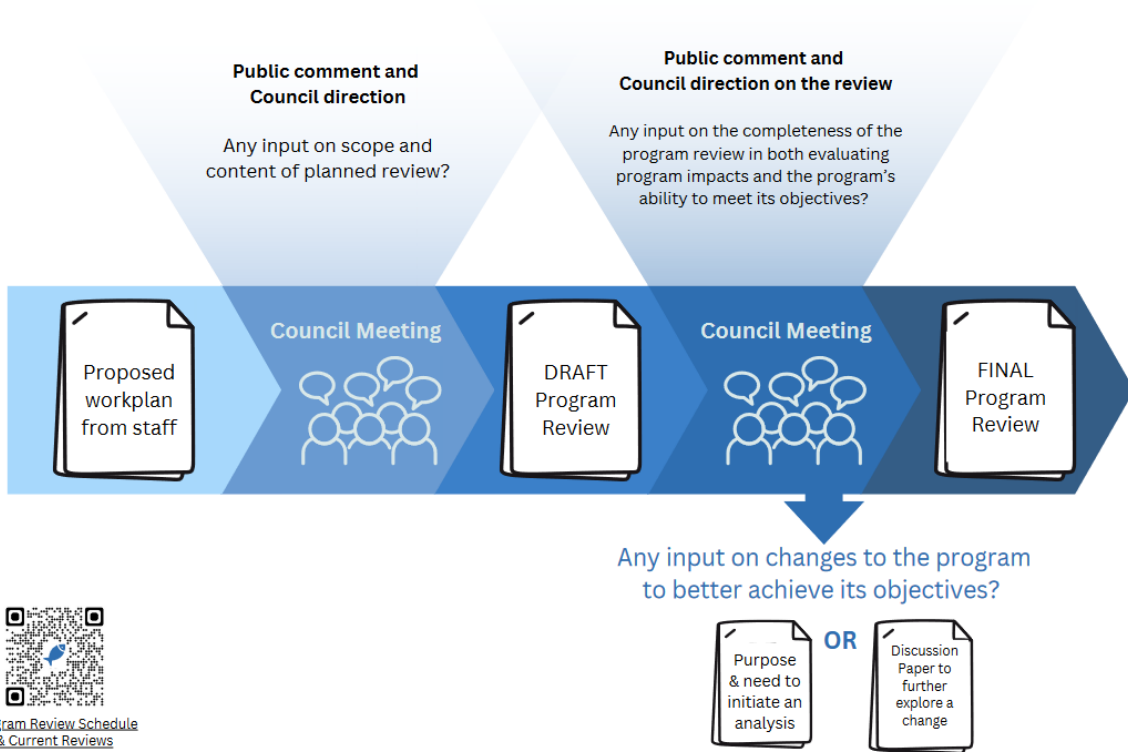 Public comment and
Council direction
Any input on scope and
content of planned review?
Public comment and
Council direction on the review
Any input on the completeness of the
program review in both evaluating
program impacts and the program’s
ability to meet its objectives?
Proposed
workplan
from staff
Council Meeting
DRAFT
Program
Review
Council Meeting
FINAL
Program
Review
Any input on changes to the program
to better achieve its objectives?
Purpose
& need to
initiate an
analysis
OR
Discussion
Paper to
further
explore a
change
gram Review Schedule
& Current Reviews